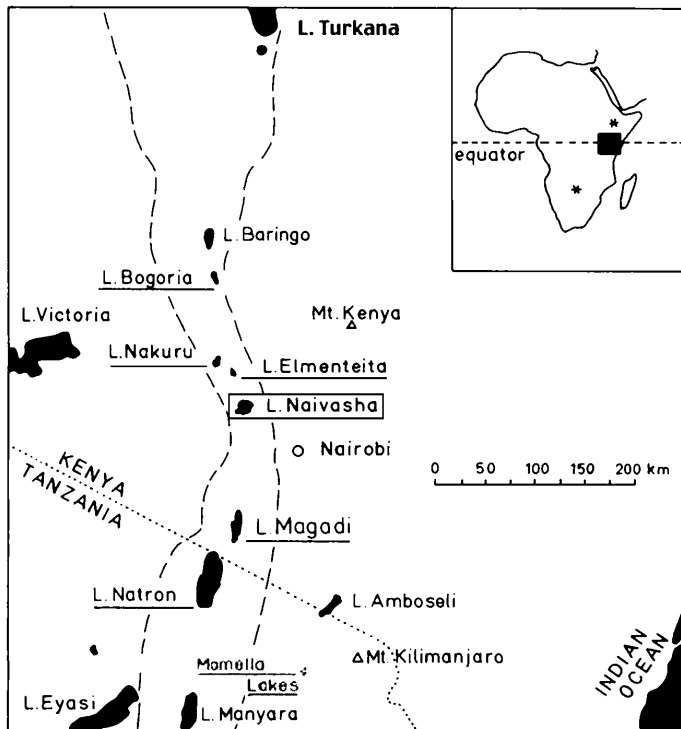 L. Turkana
equator
L. Baringo
L. Bogoria
L. Victoria
Mt. Kenya
L. Nakuru
L. Elmenteita
L. Naivasha
Nairobi
0 50 100 150 200 km
KENYA
TANZANIA
L. Magadi
L. Natron
L. Amboseli
Momella
Lakes
Mt. Kilimanjaro
INDIAN
OCEAN
L. Eyasi
L. Manyara